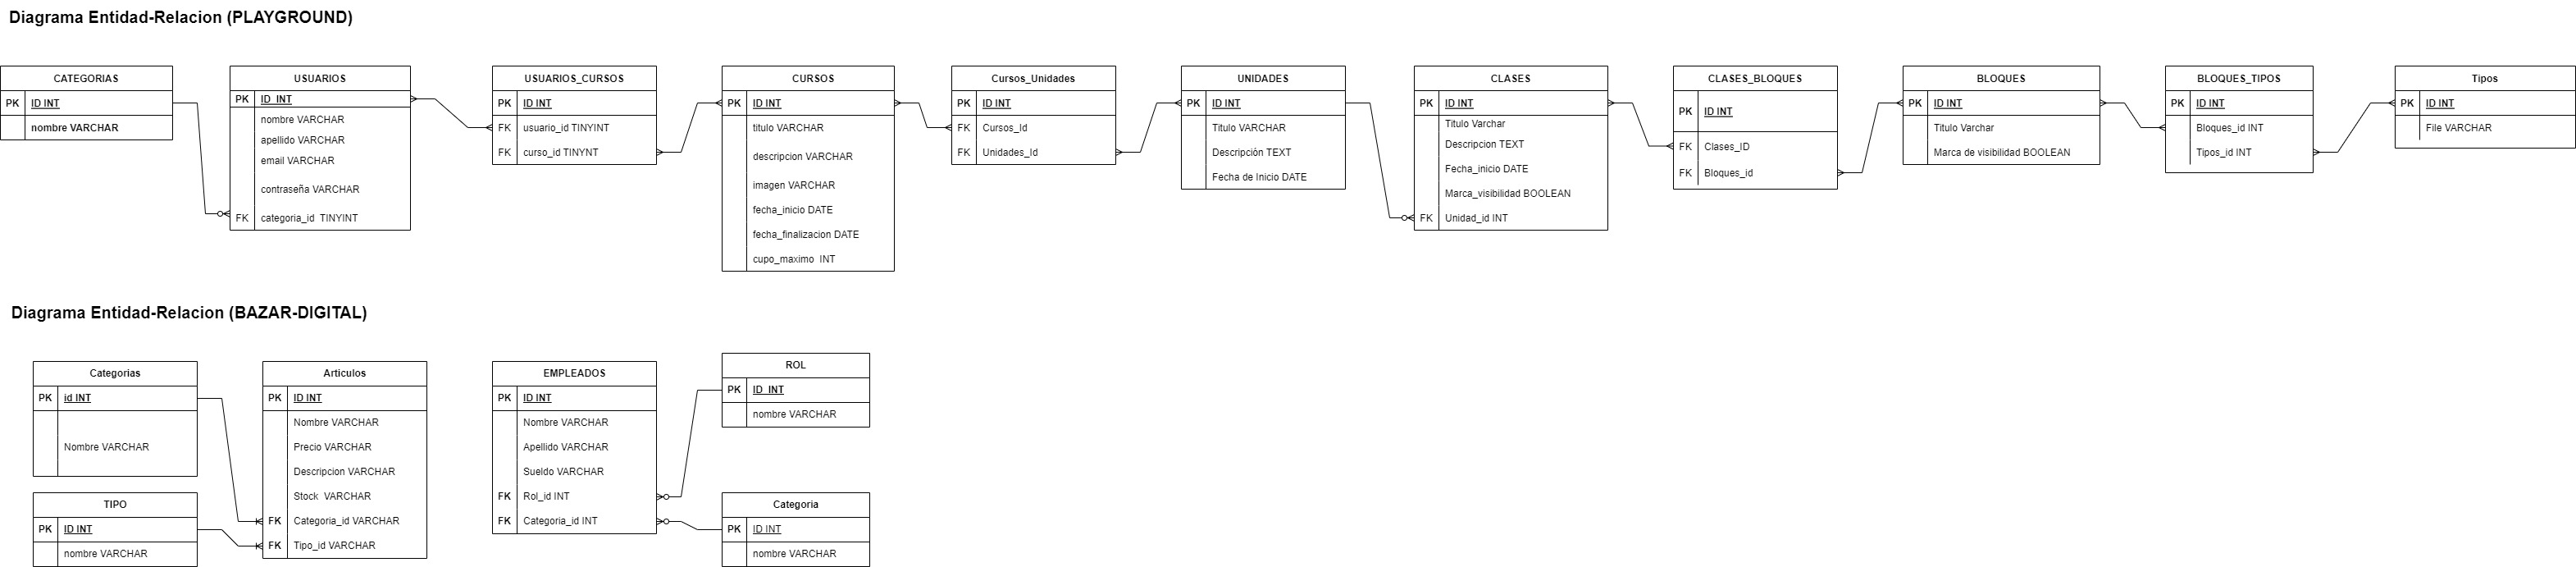 Diagrama Entidad-Relacion (PLAYGROUND)
CATEGORIAS
PK ID INT
nombre VARCHAR
USUARIOS
PK ID INT
nombre VARCHAR
apellido VARCHAR
email VARCHAR
contraseña VARCHAR
FK categoria_id TINYINT
USUARIOS_CURSOS
PK ID INT
FK usuario_id TINYINT
FK curso_id TINYNT
CURSOS
PK ID INT
titulo VARCHAR
descripcion VARCHAR
imagen VARCHAR
fecha_inicio DATE
fecha_finalizacion DATE
cupo_maximo INT
Cursos_Unidades
PK ID INT
FK Cursos_Id
FK Unidades_Id
UNIDADES
PK ID INT
Titulo VARCHAR
Descripción TEXT
Fecha de Inicio DATE
CLASES
PK ID INT
Titulo Varchar
Descripcion TEXT
Fecha_inicio DATE
Marca_visibilidad BOOLEAN
FK Unidad_id INT
CLASES_BLOQUES
PK ID INT
FK Clases_ID
FK Bloques_id
BLOQUES
PK ID INT
Titulo Varchar
Marca de visibilidad BOOLEAN
BLOQUES_TIPOS
PK ID INT
Bloques_id INT
Tipos_id INT
Tipos
PK ID INT
File VARCHAR
Diagrama Entidad-Relacion (BAZAR-DIGITAL)
Categorias
PK id INT
Nombre VARCHAR
TIPO
PK ID INT
nombre VARCHAR
Articulos
PK ID INT
Nombre VARCHAR
Precio VARCHAR
Descripcion VARCHAR
Stock VARCHAR
FK Categoria_id VARCHAR
FK Tipo_id VARCHAR
EMPLEADOS
PK ID INT
Nombre VARCHAR
Apellido VARCHAR
Sueldo VARCHAR
FK Rol_id INT
FK Categoria_id INT
ROL
PK ID INT
nombre VARCHAR
Categoria
PK ID INT
nombre VARCHAR